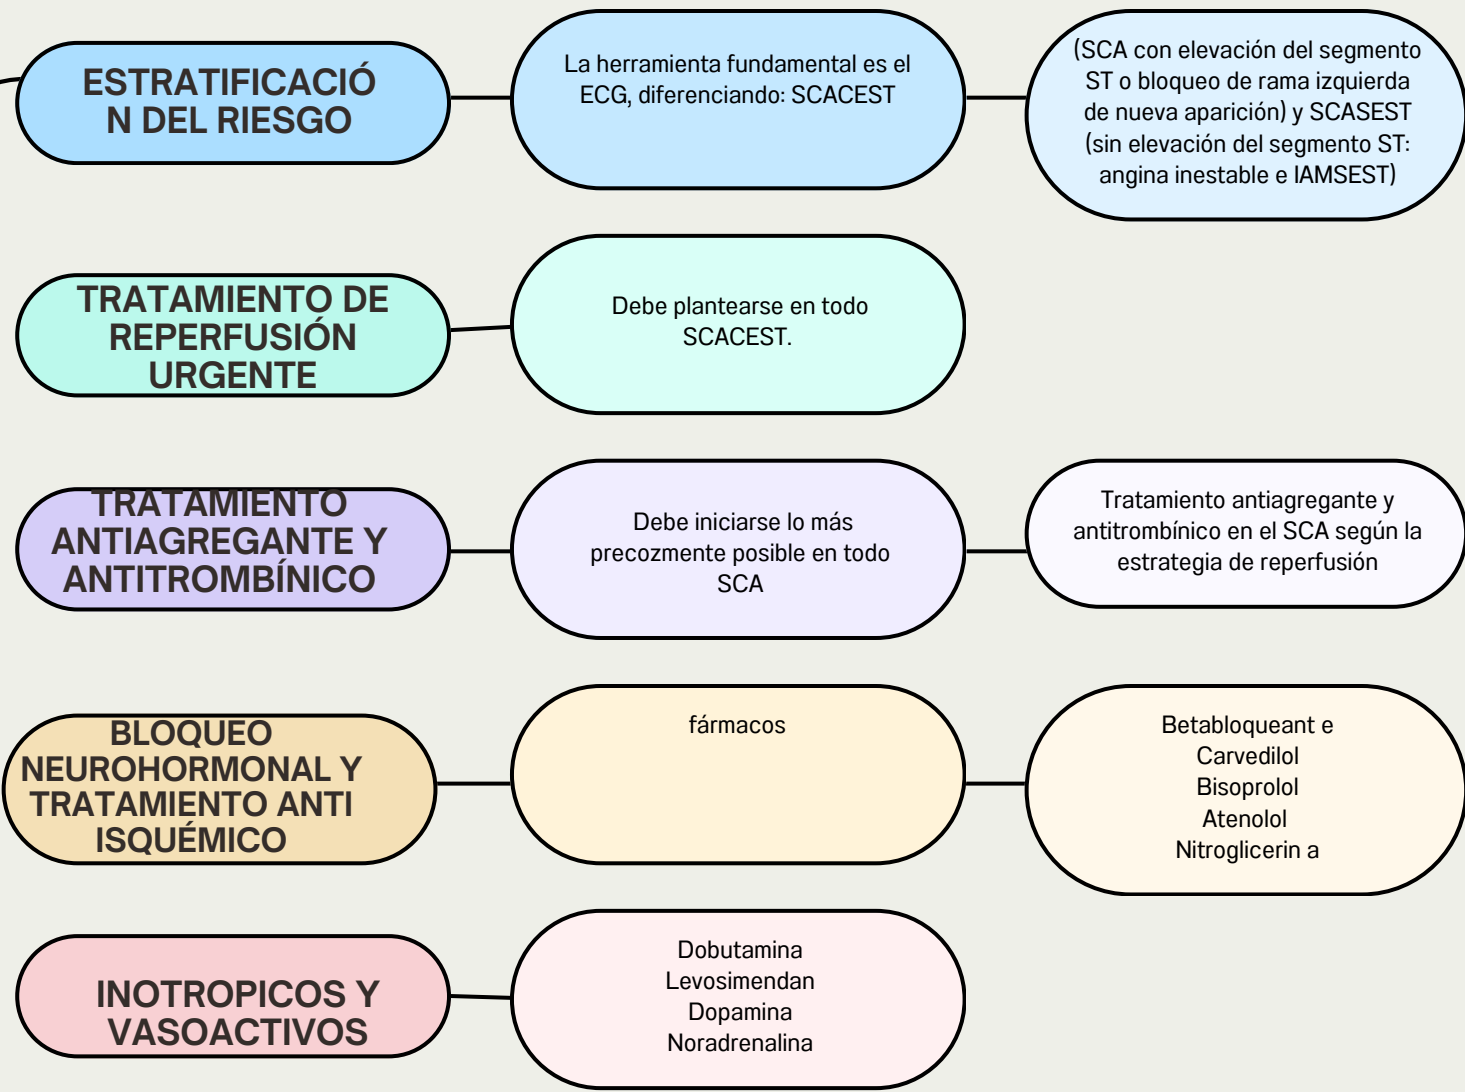 ESTRATIFICACIÓ
N DEL RIESGO
La herramienta fundamental es el
ECG, diferenciando: SCACEST
(SCA con elevación del segmento
ST o bloqueo de rama izquierda
de nueva aparición) y SCASEST
(sin elevación del segmento ST:
angina inestable e IAMSEST)
TRATAMIENTO DE
REPERFUSIÓN
URGENTE
Debe plantearse en todo
SCACEST.
TRATAMIENTO
ANTIAGREGANTE Y
ANTITROMBÍNICO
Debe iniciarse lo más
precozmente posible en todo
SCA
Tratamiento antiagregante y
antitrombínico en el SCA según la
estrategia de reperfusión
BLOQUEO
NEUROHORMONAL Y
TRATAMIENTO ANTI
ISQUÉMICO
fármacos
Betabloqueant e
Carvedilol
Bisoprolol
Atenolol
Nitroglicerin a
INOTROPICOS Y
VASOACTIVOS
Dobutamina
Levosimendan
Dopamina
Noradrenalina